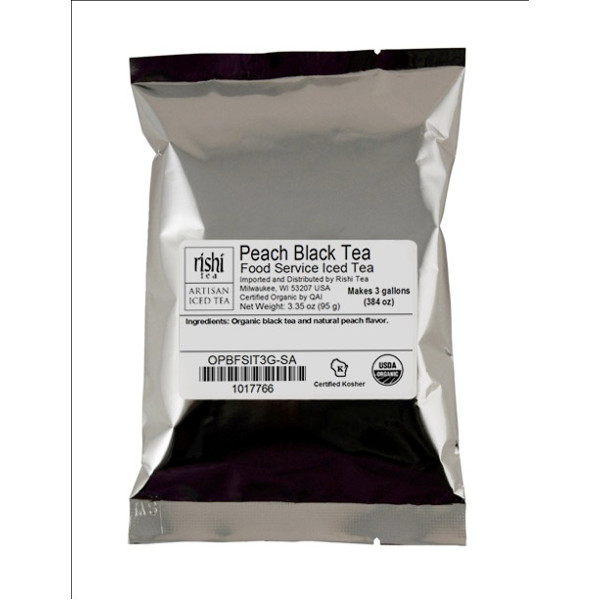 rishi
tea
ARTISAN
ICED TEA
Peach Black Tea
Food Service Iced Tea
Imported and Distributed by Rishi Tea
Milwaukee, WI 53207 USA
Certified Organic by QAI
Net Weight: 3.35 oz (95 g)
Makes 3 gallons
(384 oz)
Ingredients: Organic black tea and natural peach flavor.
OPBFSIT3G-SA
1017766
K
Certified Kosher
USDA
ORGANIC